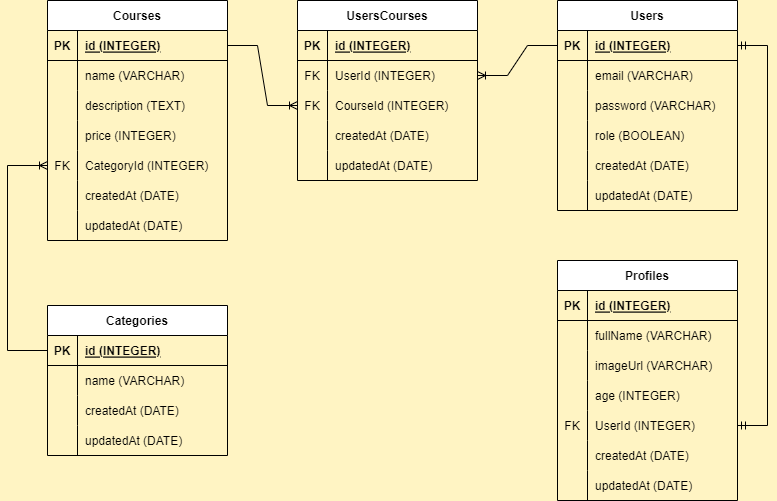 Courses
PK id (INTEGER)
name (VARCHAR)
description (TEXT)
price (INTEGER)
FK CategoryId (INTEGER)
createdAt (DATE)
updatedAt (DATE)
UsersCourses
PK id (INTEGER)
FK UserId (INTEGER)
FK CourseId (INTEGER)
createdAt (DATE)
updatedAt (DATE)
Users
PK id (INTEGER)
email (VARCHAR)
password (VARCHAR)
role (BOOLEAN)
createdAt (DATE)
updatedAt (DATE)
Categories
PK id (INTEGER)
name (VARCHAR)
createdAt (DATE)
updatedAt (DATE)
Profiles
PK id (INTEGER)
fullName (VARCHAR)
imageUrl (VARCHAR)
age (INTEGER)
FK UserId (INTEGER)
createdAt (DATE)
updatedAt (DATE)